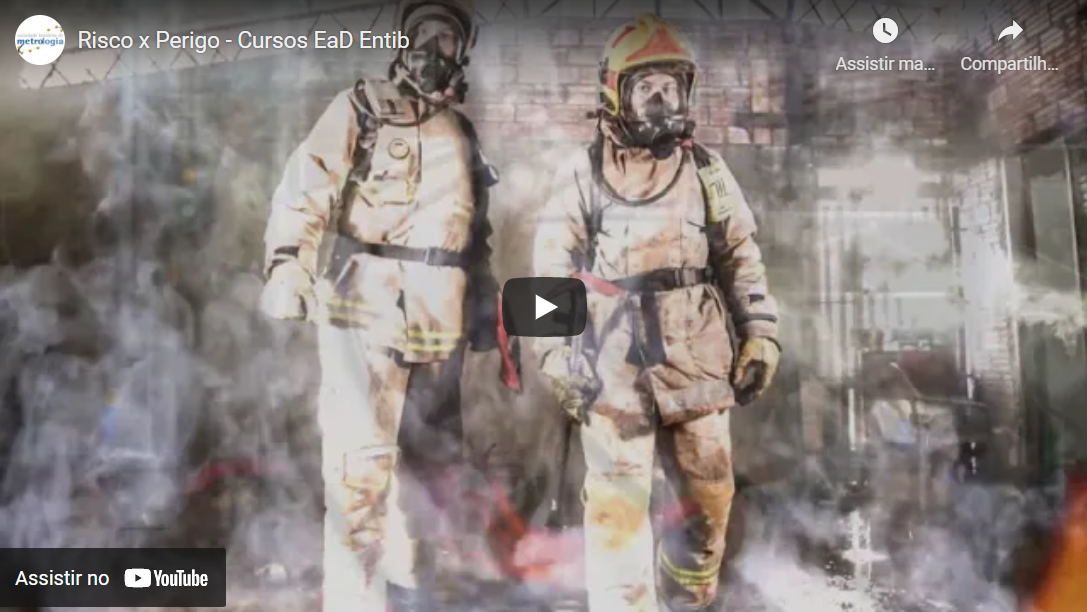 metrologia
Risco x Perigo - Cursos EaD Entib
Assistir ma...
Compartilh...
Assistir no YouTube